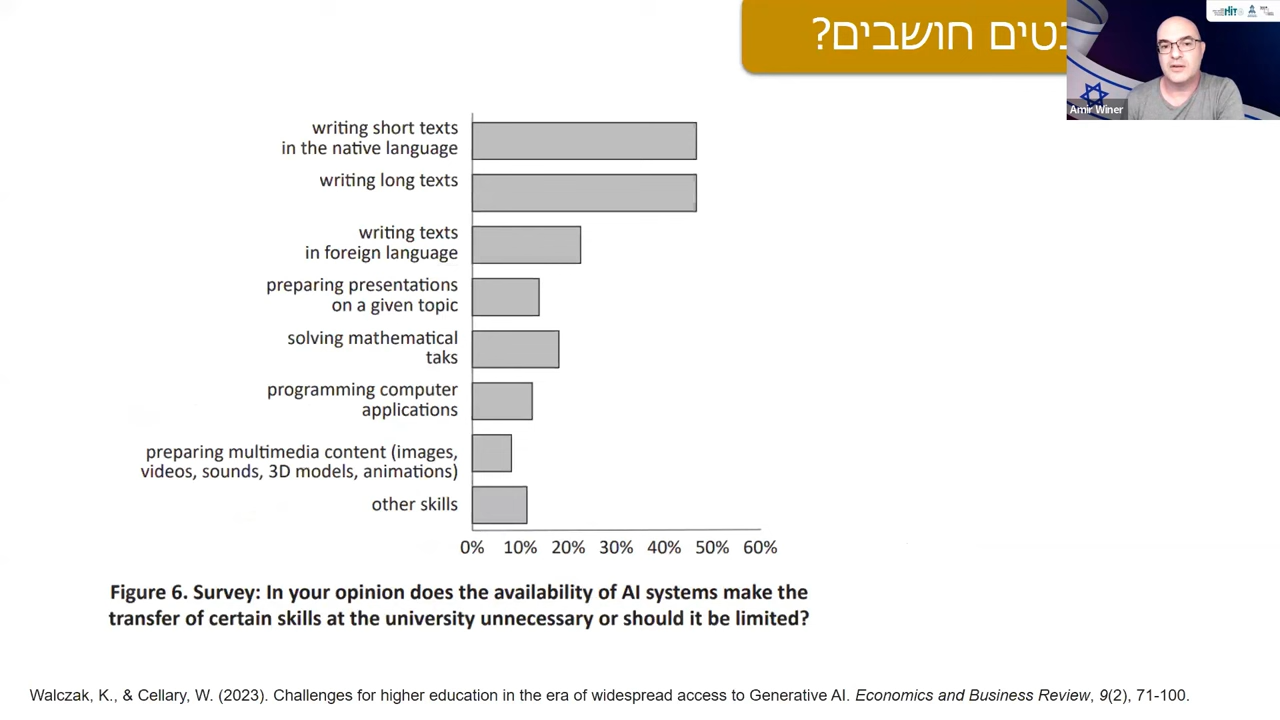 חושבים?
Amir Winer
writing short texts
in the native language
writing long texts
writing texts
in foreign language
preparing presentations
on a given topic
solving mathematical
taks
programming computer
applications
preparing multimedia content (images,
videos, sounds, 3D models, animations)
other skills
0% 10% 20% 30% 40% 50% 60%
Figure 6. Survey: In your opinion does the availability of AI systems make the
transfer of certain skills at the university unnecessary or should it be limited?
Walczak, K., & Cellary, W. (2023). Challenges for higher education in the era of widespread access to Generative AI. Economics and Business Review, 9(2), 71-100.